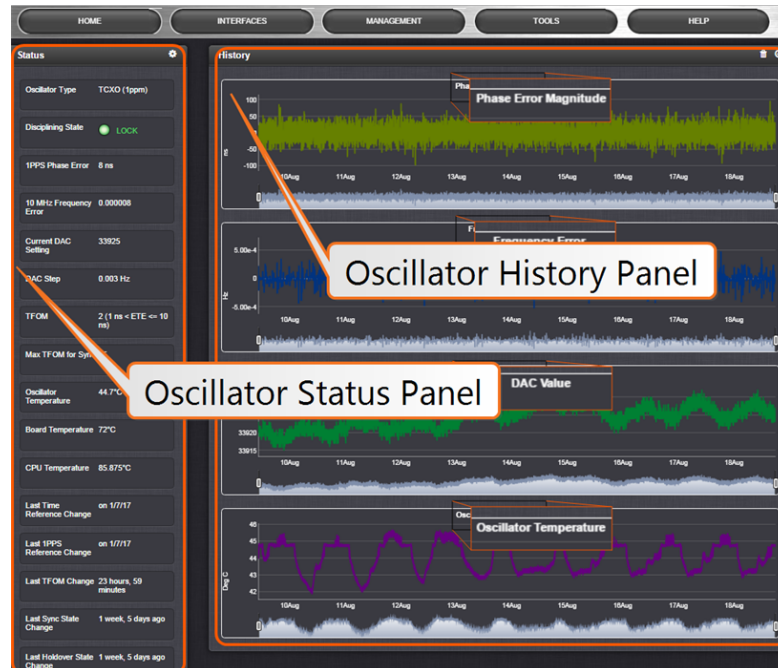 HOME INTERFACES MANAGEMENT TOOLS HELP
Status
Oscillator Type TCXO (1ppm)
Disciplining State LOCK
1PPS Phase Error 8 ns
10 MHz Frequency 0.000008
Error
Current DAC 33925
Setting
DAC Step 0.003 Hz
TFOM 2 (1 ns < ETE <= 10
ns)
Max TFOM for Syn
Oscillator 44.7°C
Temperature
Board Temperature 72°C
CPU Temperature 85.875°C
Last Time on 1/7/17
Reference Change
Last 1PPS on 1/7/17
Reference Change
Last TFOM Change 23 hours, 59
minutes
Last Sync State 1 week, 5 days ago
Change
Last Holdover State 1 week, 5 days ago
Change
Oscillator Status Panel
History
Pha
Phase Error Magnitude
100
50
-50
-100
ns
10Aug 11Aug 12Aug 13Aug 14Aug 15Aug 16Aug 17Aug 18Aug
Frequency Error
5.00e-4
0
-5.00e-4
Hz
10Aug 11Aug 12Aug 13Aug 14Aug 15Aug 16Aug 17Aug 18Aug
Oscillator History Panel
DAC Value
33920
33915
10Aug 11Aug 12Aug 13Aug 14Aug 15Aug 16Aug 17Aug 18Aug
Osc
Oscillator Temperature
46
45
44
43
42
Deg C
10Aug 11Aug 12Aug 13Aug 14Aug 15Aug 16Aug 17Aug 18Aug